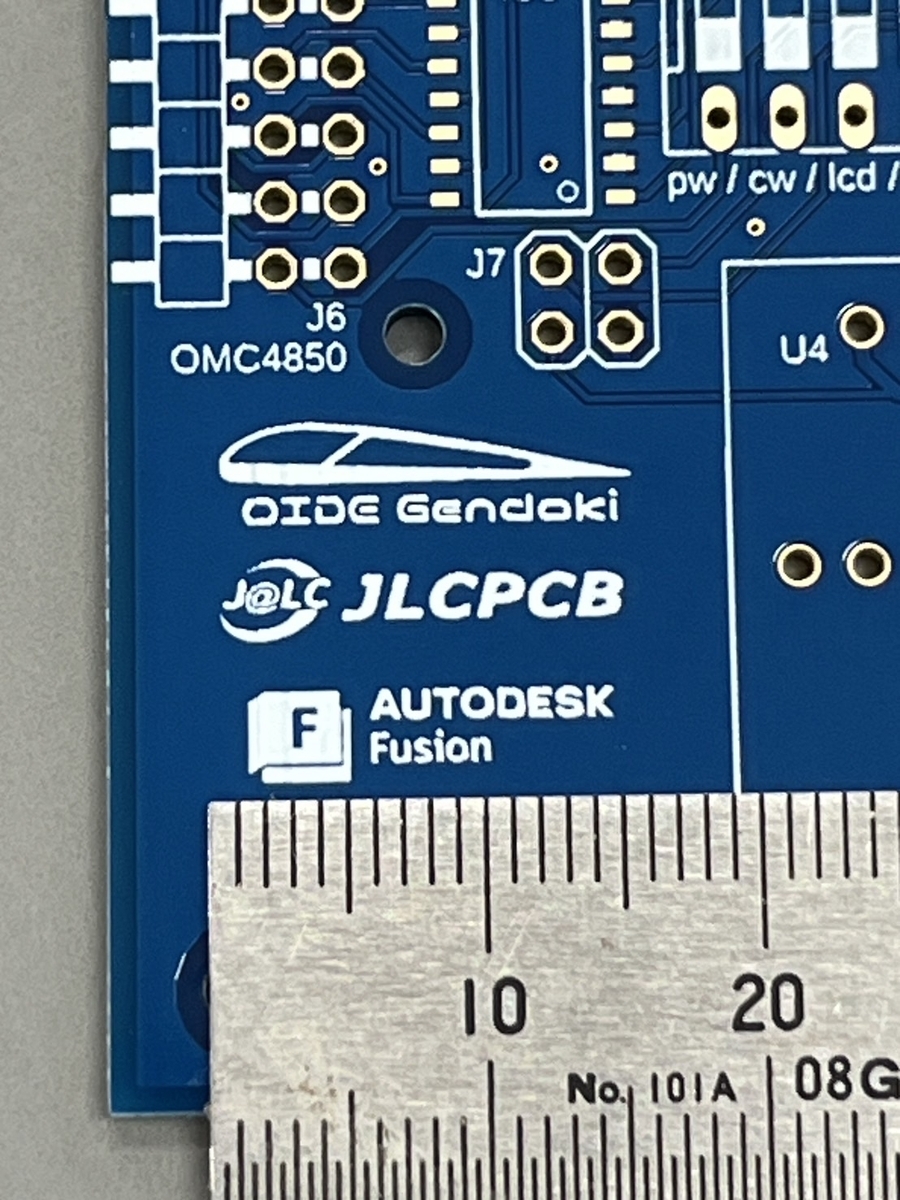 pw / cw / lcd /
J7
J6
OMC4850
U4
OIDE Gendoki
J@LC JLCPCB
F AUTODESK
Fusion
10 20
No. 101A 08G